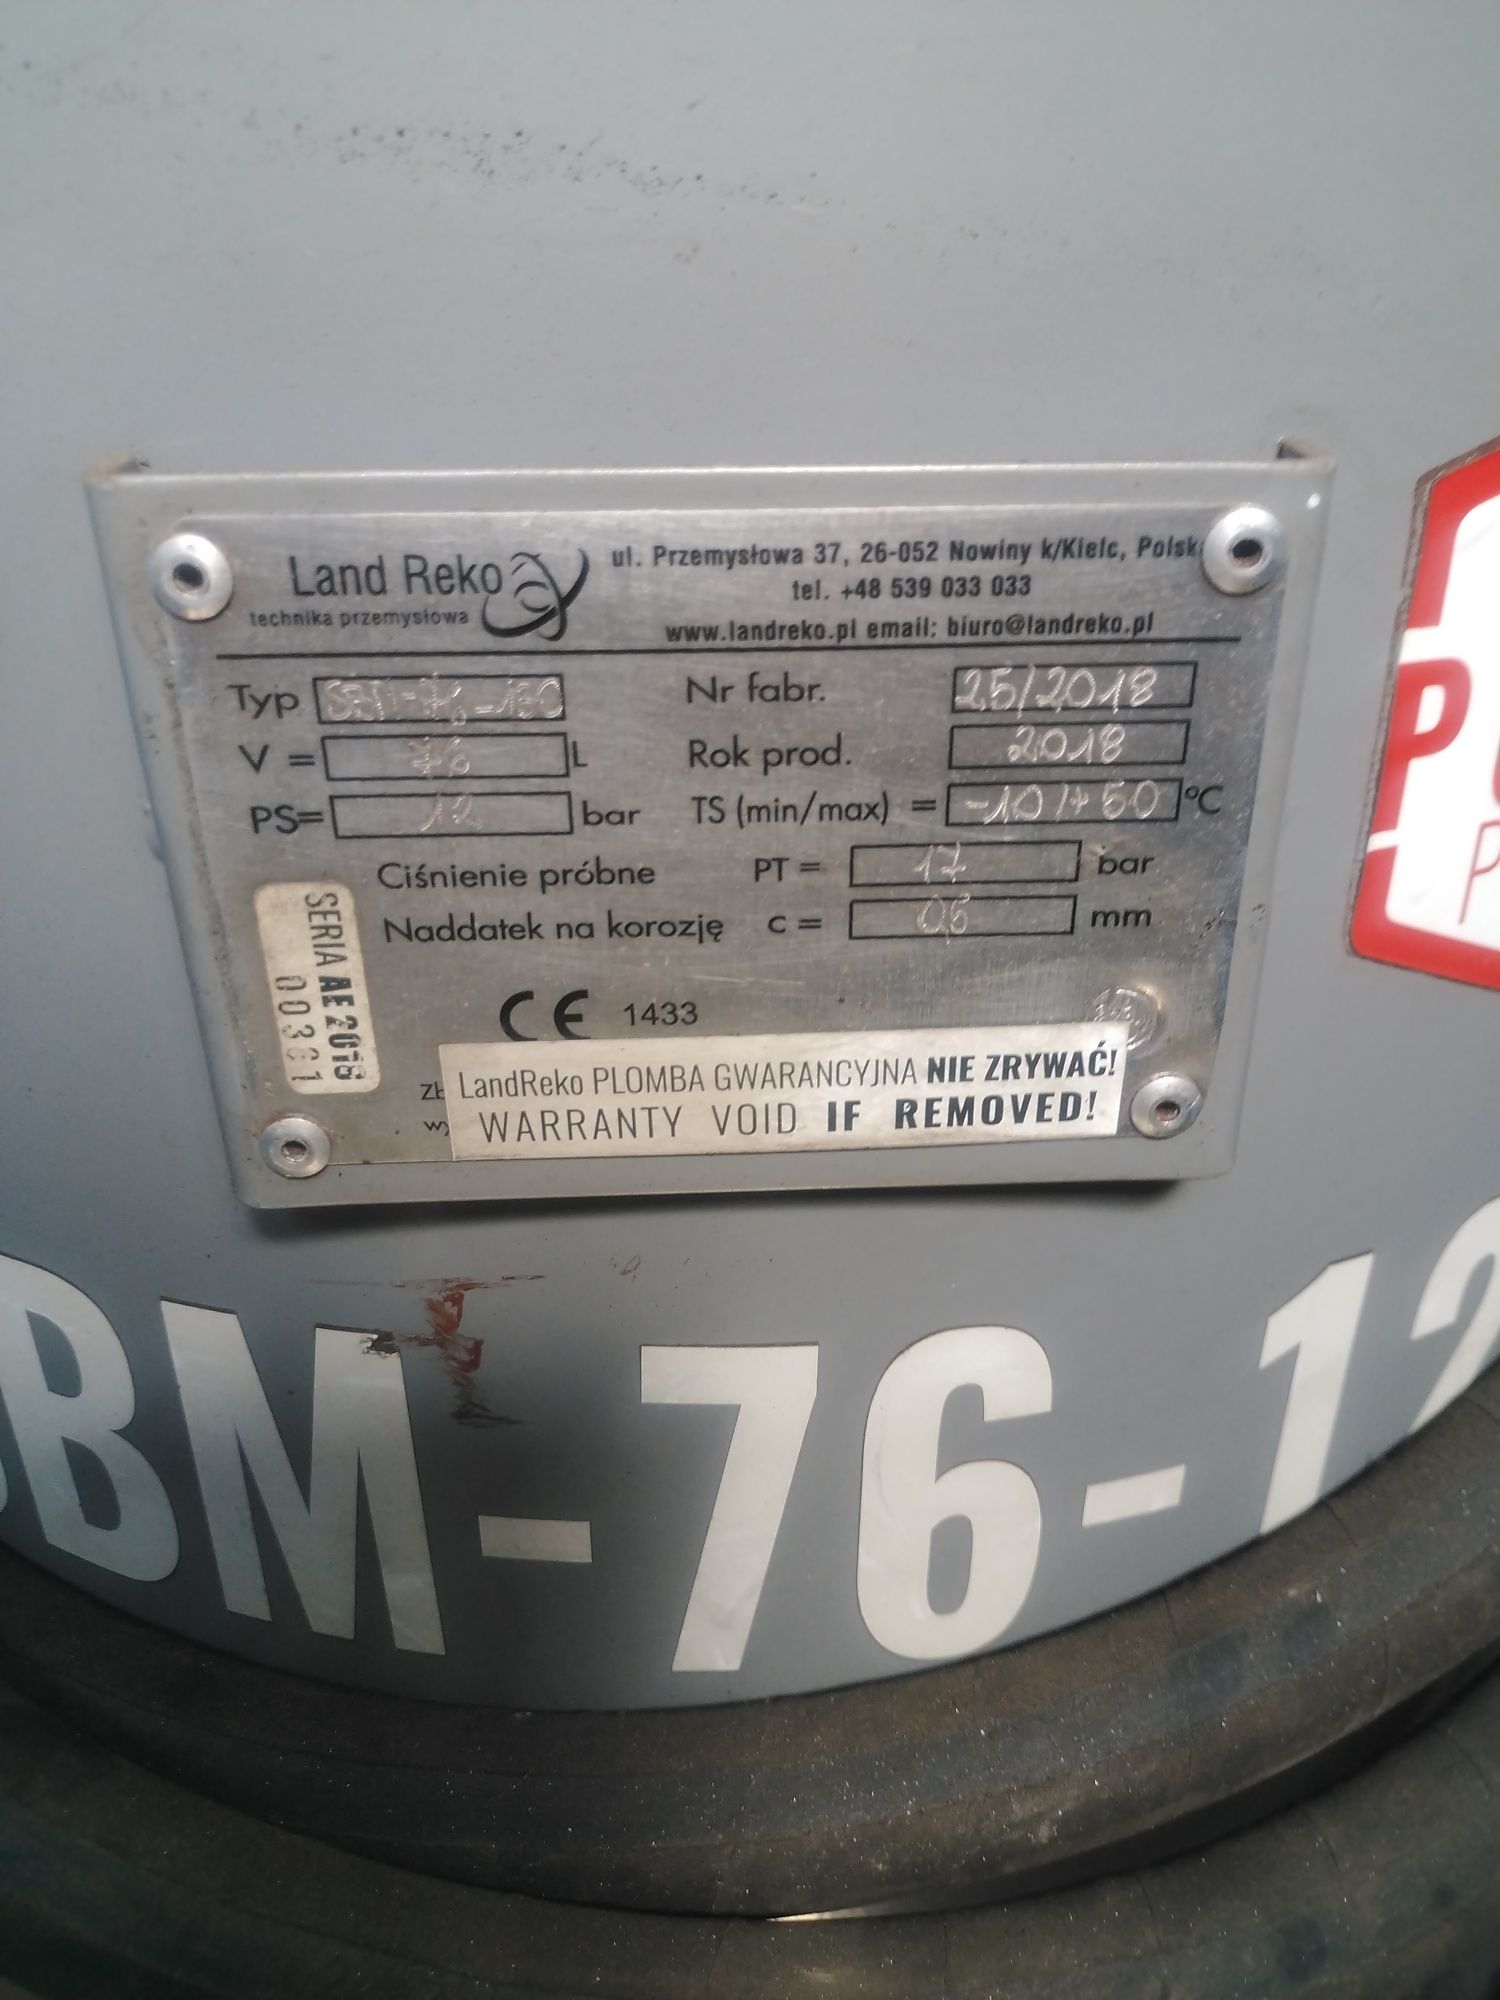 Land Reko
technika przemysłowa
ul. Przemysłowa 37, 26-052 Nowiny k/Kielc, Polska
tel. +48 539 033 033
www.landreko.pl email: biuro@landreko.pl
Typ
Nr fabr. 25/2018
V = 76 L
Rok prod. 2018
PS= 12 bar
TS (min/max) = -10/+50 °C
Ciśnienie próbne PT = 17 bar
Naddatek na korozję c = 0,6 mm
SERIA AE 2018
00361
CE 1433
LandReko PLOMBA GWARANCYJNA NIE ZRYWAĆ!
WARRANTY VOID IF REMOVED!
BM-76-12